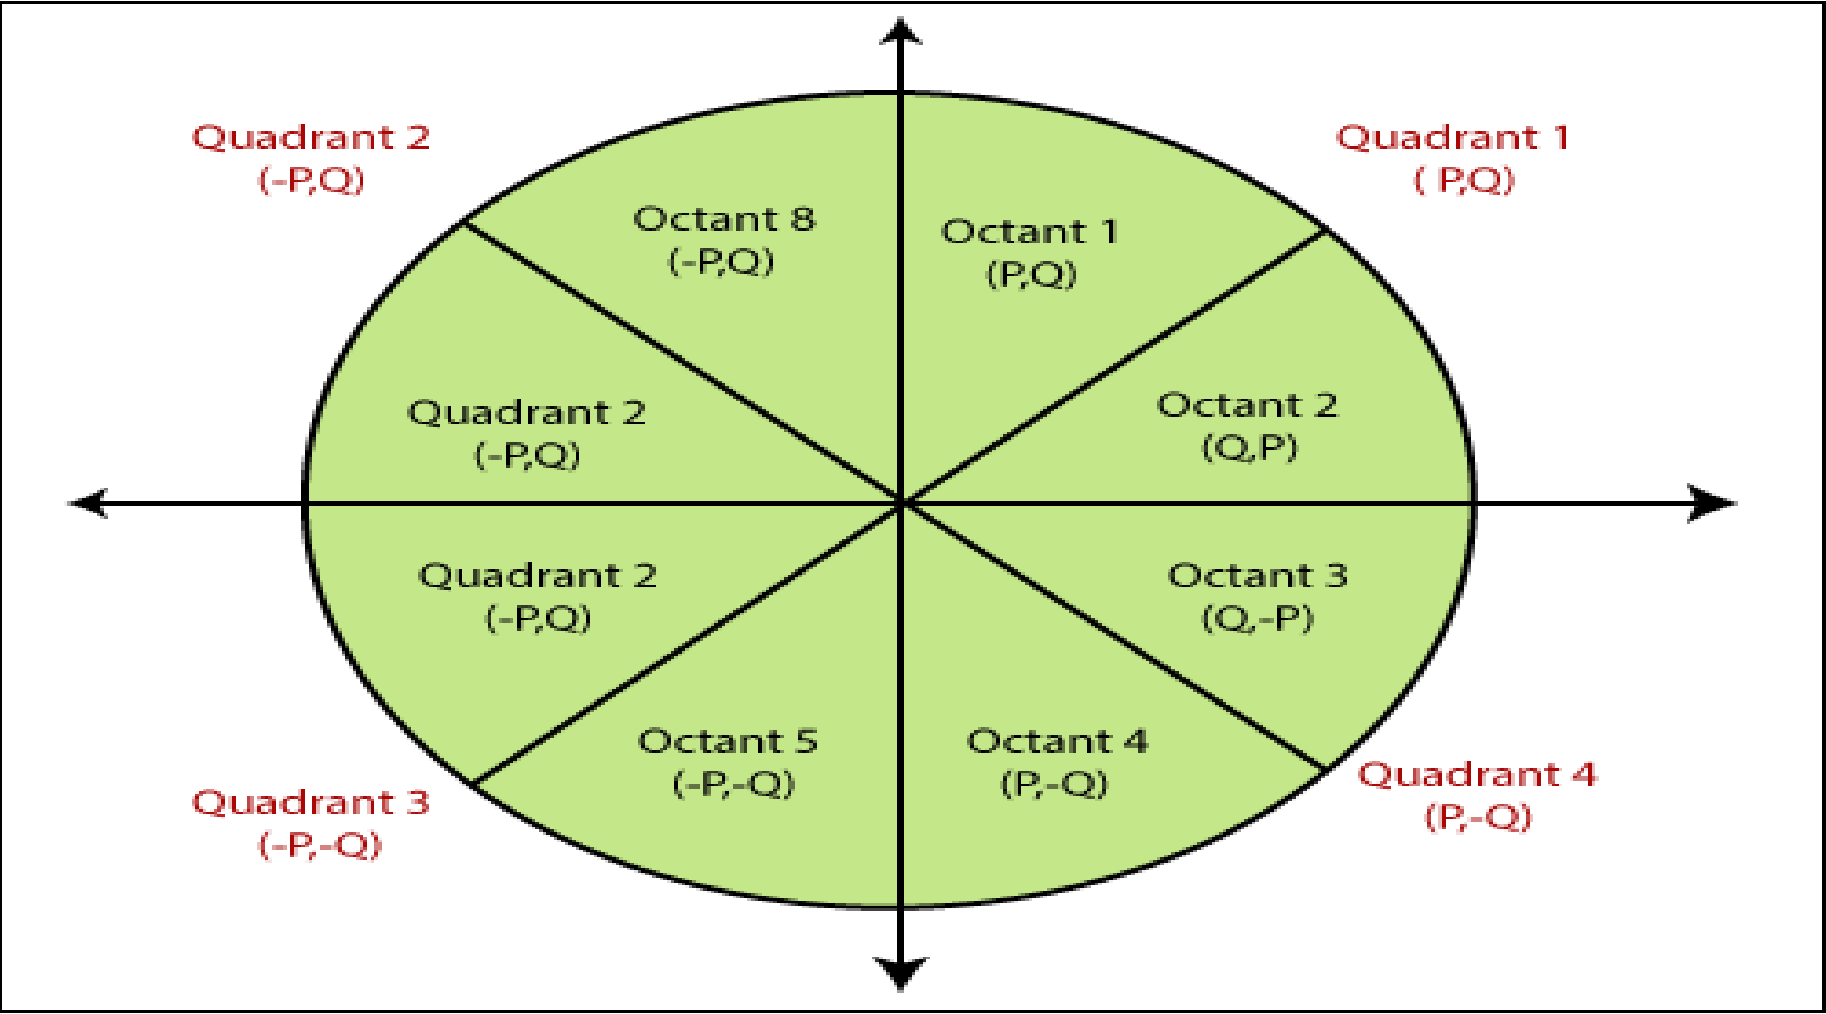 Quadrant 2
(-P,Q)
Quadrant 1
( P,Q)
Octant 8
(-P,Q)
Octant 1
(P,Q)
Quadrant 2
(-P,Q)
Octant 2
(Q,P)
Quadrant 2
(-P,Q)
Octant 3
(Q,-P)
Octant 5
(-P,-Q)
Octant 4
(P,-Q)
Quadrant 3
(-P,-Q)
Quadrant 4
(P,-Q)